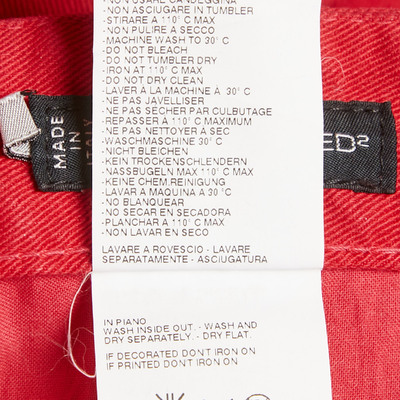 -NON USARE CANDEGGINA
-NON ASCIUGARE IN TUMBLER
-STIRARE A 110°C MAX
-NON PULIRE A SECCO
-MACHINE WASH TO 30°C
-DO NOT BLEACH
-DO NOT TUMBLER DRY
-IRON AT 110°C MAX
-DO NOT DRY CLEAN
-LAVER A LA MACHINE À 30°C
-NE PAS JAVELLISER
-NE PAS SÉCHER PAR CULBUTAGE
-REPASSER A 110°C MAXIMUM
-NE PAS NETTOYER A SEC
-WASCHMASCHINE 30°C
-NICHT BLEICHEN
-KEIN TROCKENSCHLENDERN
-NASSBUGELN MAX 110°C MAX
-KEINE CHEM.REINIGUNG
-LAVAR A MAQUINA A 30°C
-NO BLANQUEAR
-NO SECAR EN SECADORA
-PLANCHAR A 110°C MAX
-NON LAVAR EN SECO
LAVARE A ROVESCIO - LAVARE
SEPARATAMENTE - ASCIUGATURA
IN PIANO
WASH INSIDE OUT. - WASH AND
DRY SEPARATELY. - DRY FLAT.
IF DECORATED DON'T IRON ON
IF PRINTED DON'T IRON ON
MADE
IN
ITALY
ED²